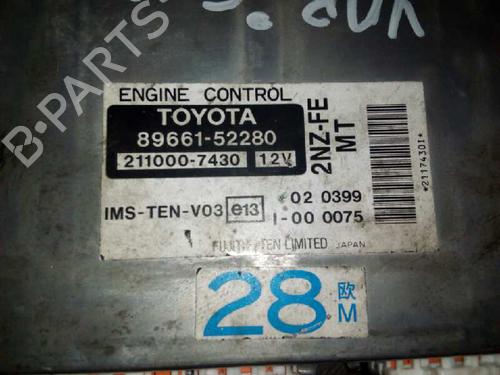 B-PARTS
ENGINE CONTROL
TOYOTA
89661-52280
211000-7430 12V
2NZ-FE
MT
*21174301*
IMS-TEN-V03 e13 02 0399
I-00 0075
FUJITSU TEN LIMITED JAPAN
28 欧
M